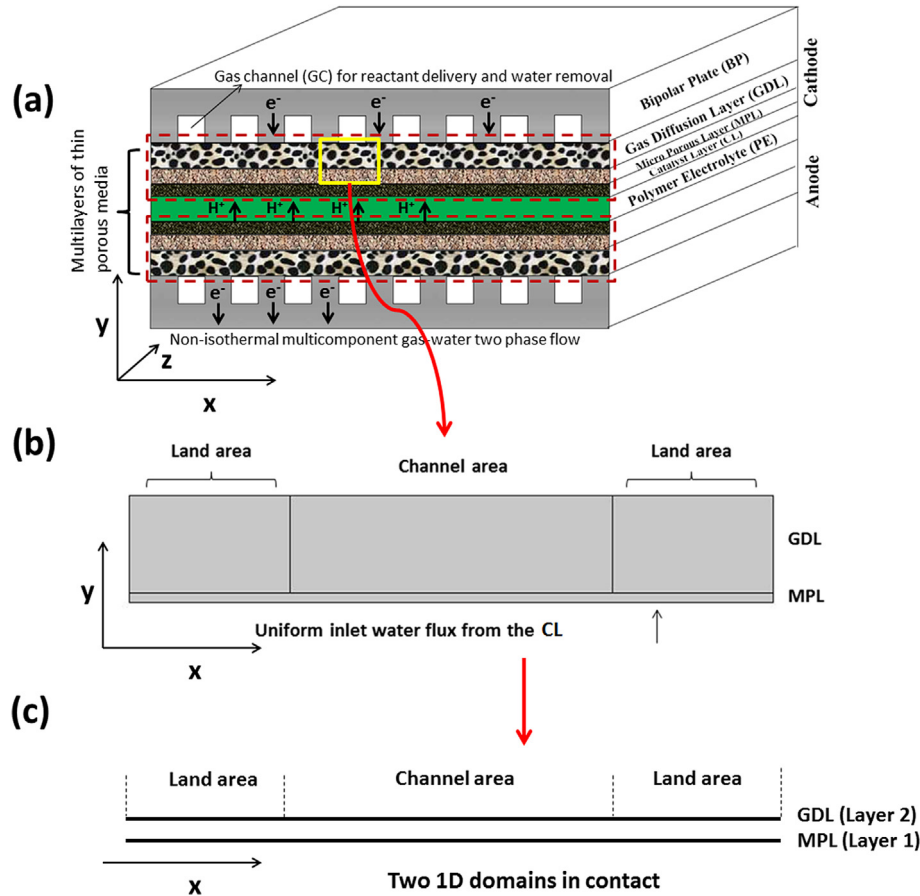 (a)
Gas channel (GC) for reactant delivery and water removal
e⁻ e⁻ e⁻
Bipolar Plate (BP)
Gas Diffusion Layer (GDL)
Micro Porous Layer (MPL)
Catalyst Layer (CL)
Polymer Electrolyte (PE)
Cathode
Anode
Multilayers of thin
porous media
H⁺ H⁺ H⁺ H⁺
e⁻ e⁻ e⁻
Non-isothermal multicomponent gas-water two phase flow
y
z
x
(b)
Land area
Channel area
Land area
GDL
MPL
y
Uniform inlet water flux from the CL
x
(c)
Land area
Channel area
Land area
GDL (Layer 2)
MPL (Layer 1)
x
Two 1D domains in contact